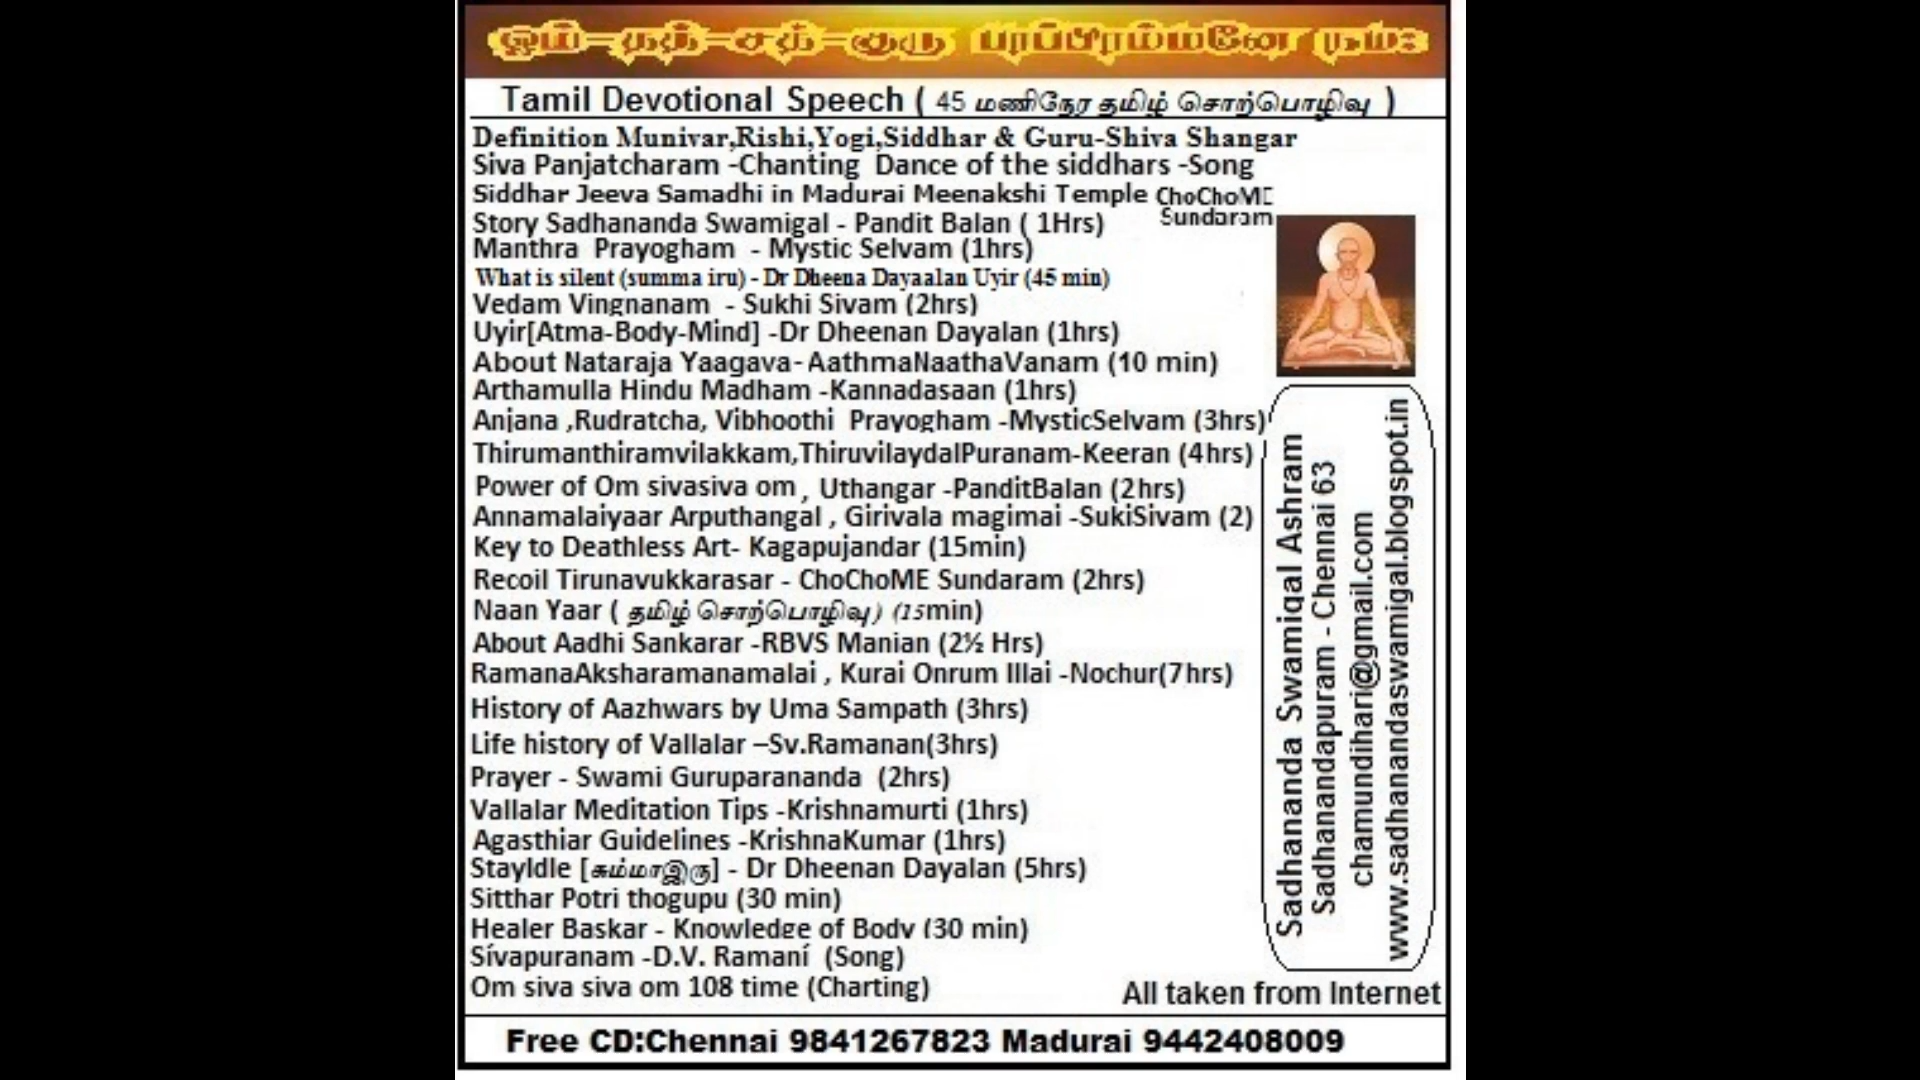 ஓம்-தத்-சத்-குரு பரப்பிரம்மனே நம:
Tamil Devotional Speech ( 45 மணிநேர தமிழ் சொற்பொழிவு )
Definition Munivar,Rishi,Yogi,Siddhar & Guru-Shiva Shangar
Siva Panjatcharam -Chanting Dance of the siddhars -Song
Siddhar Jeeva Samadhi in Madurai Meenakshi Temple ChoChoME Sundaram
Story Sadhananda Swamigal - Pandit Balan ( 1Hrs)
Manthra Prayogham - Mystic Selvam (1hrs)
What is silent (summa iru) - Dr Dheena Dayaalan Uyir (45 min)
Vedam Vingnanam - Sukhi Sivam (2hrs)
Uyir[Atma-Body-Mind] -Dr Dheenan Dayalan (1hrs)
About Nataraja Yaagava- AathmaNaathaVanam (10 min)
Arthamulla Hindu Madham -Kannadasaan (1hrs)
Anjana ,Rudratcha, Vibhoothi Prayogham -MysticSelvam (3hrs)
Thirumanthiramvilakkam,ThiruvilaydalPuranam-Keeran (4hrs)
Power of Om sivasiva om , Uthangar -PanditBalan (2hrs)
Annamalaiyaar Arputhangal , Girivala magimai -SukiSivam (2)
Key to Deathless Art- Kagapujandar (15min)
Recoil Tirunavukkarasar - ChoChoME Sundaram (2hrs)
Naan Yaar ( தமிழ் சொற்பொழிவு ) (15min)
About Aadhi Sankarar -RBVS Manian (2½ Hrs)
RamanaAksharamanamalai , Kurai Onrum Illai -Nochur(7hrs)
History of Aazhwars by Uma Sampath (3hrs)
Life history of Vallalar –Sv.Ramanan(3hrs)
Prayer - Swami Guruparananda (2hrs)
Vallalar Meditation Tips -Krishnamurti (1hrs)
Agasthiar Guidelines -KrishnaKumar (1hrs)
StayIdle [சும்மாஇரு] - Dr Dheenan Dayalan (5hrs)
Sitthar Potri thogupu (30 min)
Healer Baskar - Knowledge of Body (30 min)
Sívapuranam -D.V. Ramaní (Song)
Om siva siva om 108 time (Charting)
Sadhananda Swamigal Ashram
Sadhanandapuram - Chennai 63
chamundihari@gmail.com
www.sadhanandaswamigal.blogspot.in
All taken from Internet
Free CD:Chennai 9841267823 Madurai 9442408009